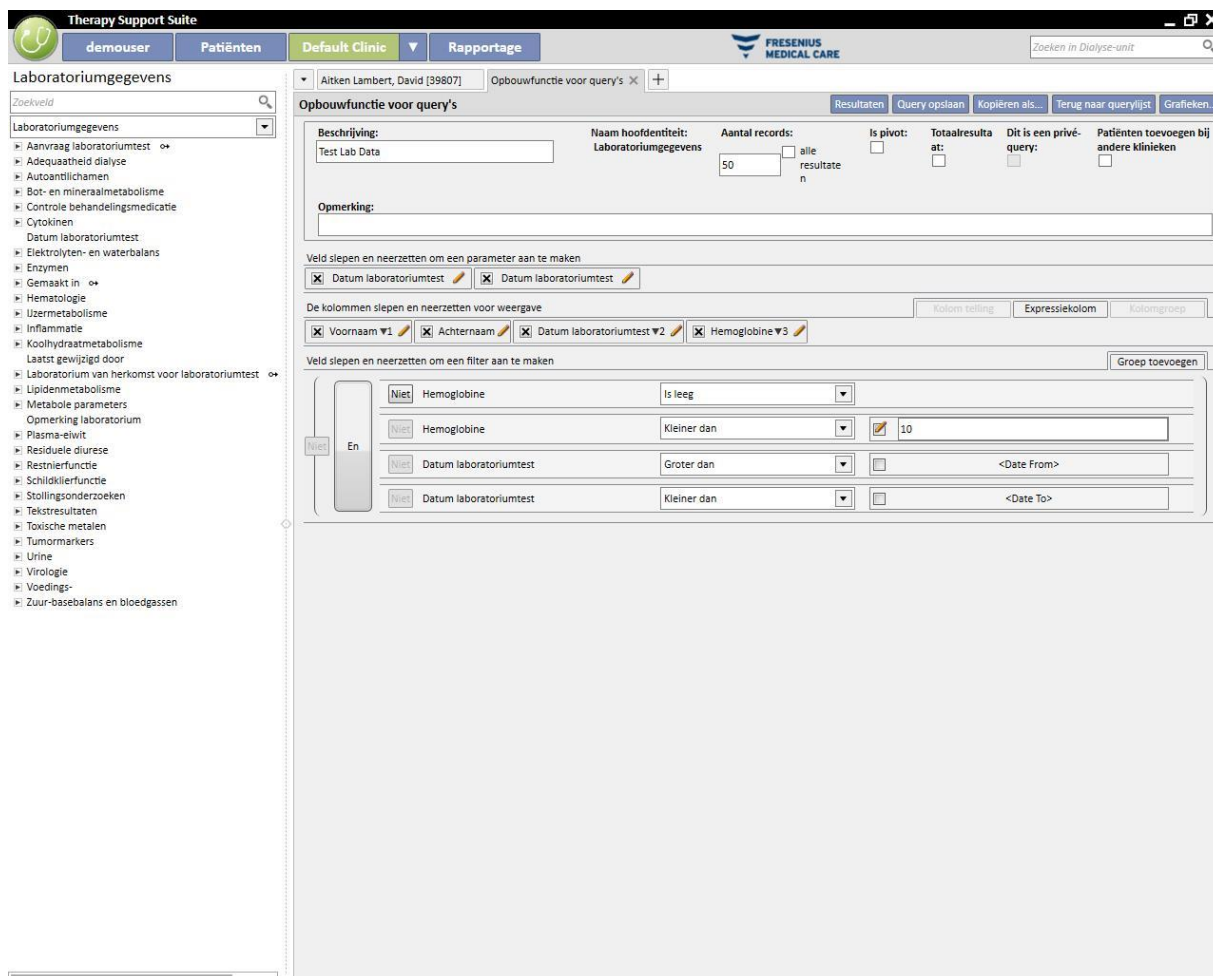 Therapy Support Suite
demouser Patiënten Default Clinic Rapportage FRESENIUS MEDICAL CARE Zoeken in Dialyse-unit
Laboratoriumgegevens
Zoekveld
Laboratoriumgegevens
Aanvraag laboratoriumtest
Adequaatheid dialyse
Autoantilichamen
Bot- en mineraalmetabolisme
Controle behandelingsmedicatie
Cytokinen
Datum laboratoriumtest
Elektrolyten- en waterbalans
Enzymen
Gemaakt in
Hematologie
IJzermetabolisme
Inflammatie
Koolhydraatmetabolisme
Laatst gewijzigd door
Laboratorium van herkomst voor laboratoriumtest
Lipidenmetabolisme
Metabole parameters
Opmerking laboratorium
Plasma-eiwit
Residuele diurese
Restnierfunctie
Schildklierfunctie
Stollingsonderzoeken
Tekstresultaten
Toxische metalen
Tumormarkers
Urine
Virologie
Voedings-
Zuur-basebalans en bloedgassen
Aitken Lambert, David [39807] Opbouwfunctie voor query's
Opbouwfunctie voor query's Resultaten Query opslaan Kopiëren als... Terug naar querylijst Grafieken...
Beschrijving:
Test Lab Data
Naam hoofdentiteit:
Laboratoriumgegevens
Aantal records:
50
alle
resultate
n
Is pivot:
Totaalresulta
at:
Dit is een privé-
query:
Patiënten toevoegen bij
andere klinieken
Opmerking:
Veld slepen en neerzetten om een parameter aan te maken
Datum laboratoriumtest Datum laboratoriumtest
De kolommen slepen en neerzetten voor weergave Kolom telling Expressiekolom Kolomgroep
Voornaam ▼1 Achternaam Datum laboratoriumtest ▼2 Hemoglobine ▼3
Veld slepen en neerzetten om een filter aan te maken Groep toevoegen
Niet En
Niet Hemoglobine Is leeg
Niet Hemoglobine Kleiner dan 10
Niet Datum laboratoriumtest Groter dan <Date From>
Niet Datum laboratoriumtest Kleiner dan <Date To>